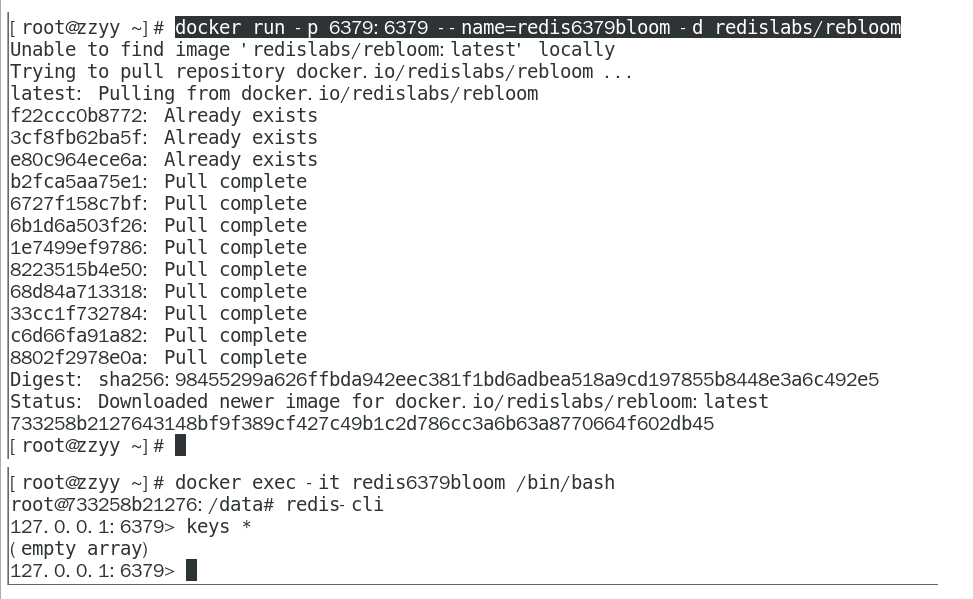 [root@zzyy ~]# docker run -p 6379:6379 --name=redis6379bloom -d redislabs/rebloom
Unable to find image 'redislabs/rebloom:latest' locally
Trying to pull repository docker.io/redislabs/rebloom ...
latest: Pulling from docker.io/redislabs/rebloom
f22ccc0b8772: Already exists
3cf8fb62ba5f: Already exists
e80c964ece6a: Already exists
b2fca5aa75e1: Pull complete
6727f158c7bf: Pull complete
6b1d6a503f26: Pull complete
1e7499ef9786: Pull complete
8223515b4e50: Pull complete
68d84a713318: Pull complete
33cc1f732784: Pull complete
c6d66fa91a82: Pull complete
8802f2978e0a: Pull complete
Digest: sha256:98455299a626ffbda942eec381f1bd6adbea518a9cd197855b8448e3a6c492e5
Status: Downloaded newer image for docker.io/redislabs/rebloom:latest
733258b2127643148bf9f389cf427c49b1c2d786cc3a6b63a8770664f602db45
[root@zzyy ~]#
[root@zzyy ~]# docker exec -it redis6379bloom /bin/bash
root@733258b21276:/data# redis-cli
127.0.0.1:6379> keys *
(empty array)
127.0.0.1:6379>